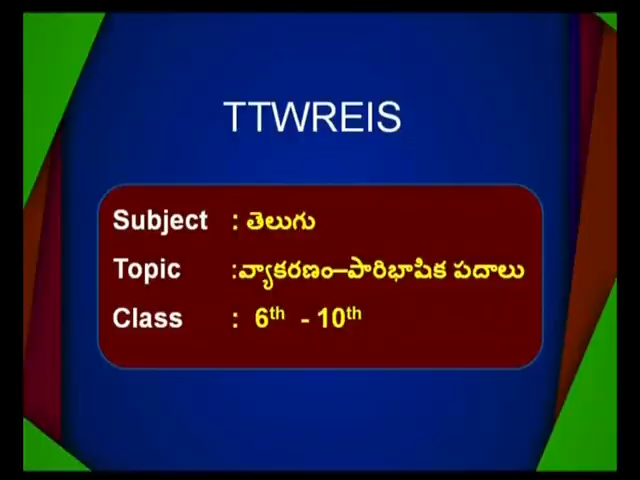 TTWREIS
Subject : తెలుగు
Topic :వ్యాకరణం–పారిభాషిక పదాలు
Class : 6th - 10th